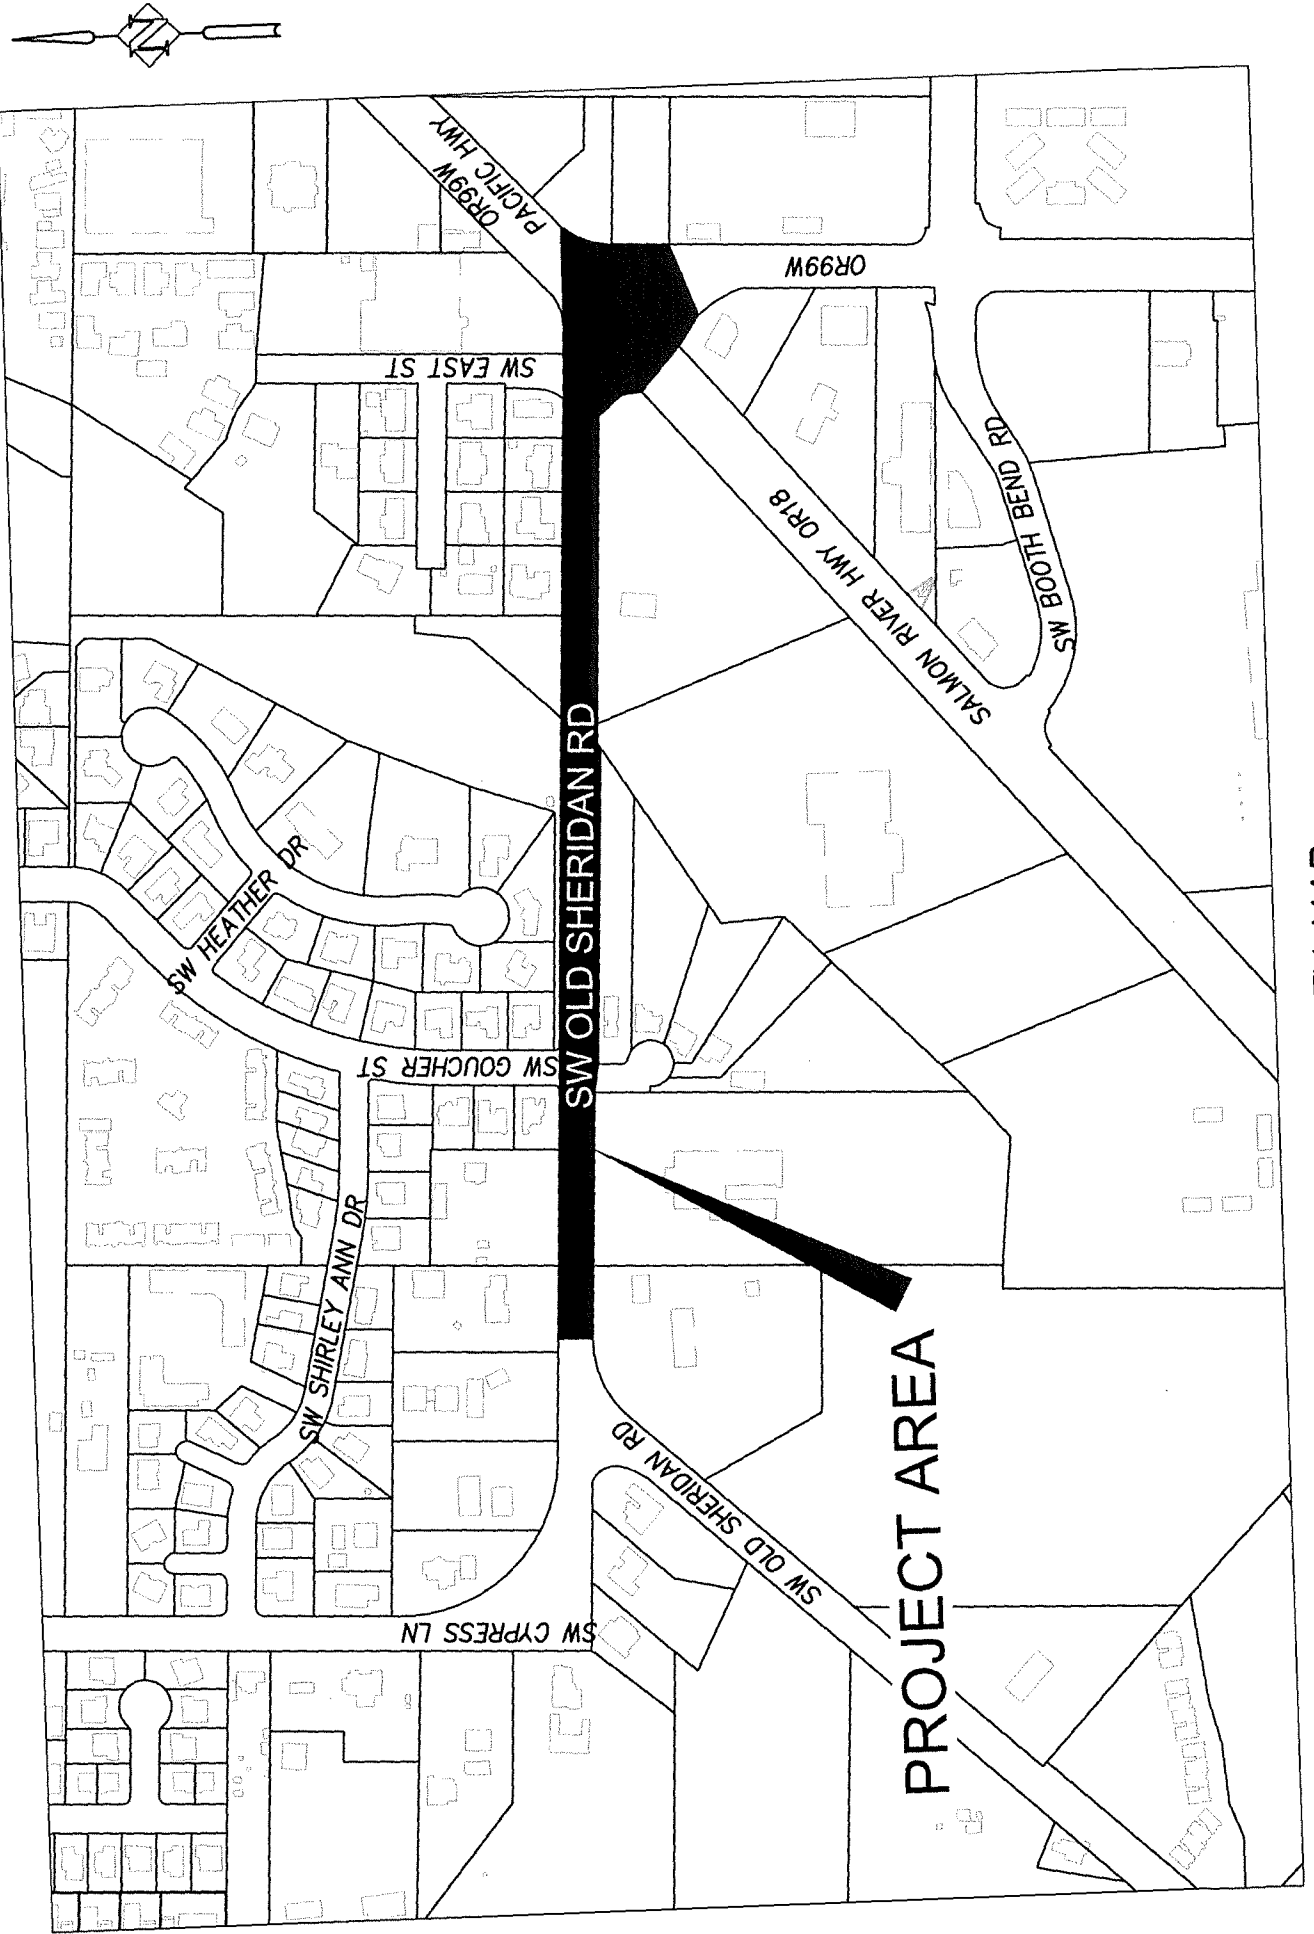 N
OR99W
PACIFIC HWY
OR99W
SW EAST ST
SALMON RIVER HWY OR18
SW BOOTH BEND RD
SW OLD SHERIDAN RD
SW HEATHER DR
SW GOUCHER ST
SW SHIRLEY ANN DR
SW OLD SHERIDAN RD
SW CYPRESS LN
PROJECT AREA